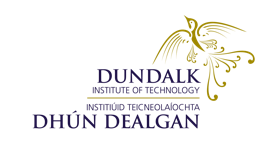 DUNDALK
INSTITUTE OF TECHNOLOGY
INSTITIÚID TEICNEOLAÍOCHTA
DHÚN DEALGAN